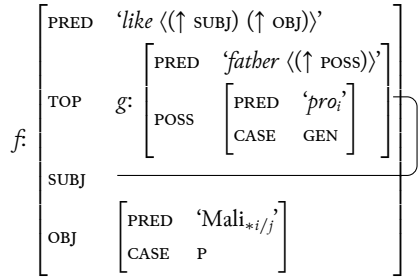 PRED ‘like ⟨(↑ SUBJ) (↑ OBJ)⟩’
PRED ‘father ⟨(↑ POSS)⟩’
TOP g: PRED ‘proᵢ’
POSS
CASE GEN
f:
SUBJ
PRED ‘Mali∗i/j’
OBJ
CASE P